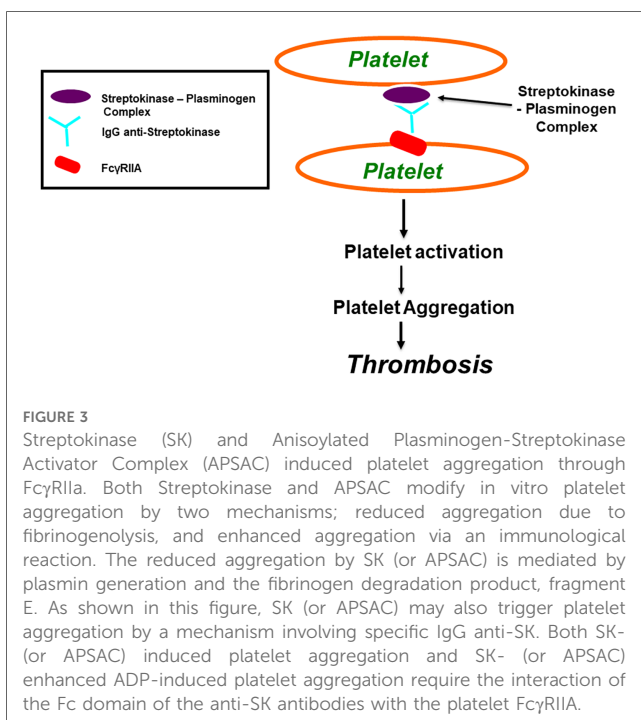 Platelet
Streptokinase – Plasminogen
Complex
IgG anti-Streptokinase
FcγRIIA
Streptokinase
- Plasminogen
Complex
Platelet
Platelet activation
Platelet Aggregation
Thrombosis
FIGURE 3
Streptokinase (SK) and Anisoylated Plasminogen-Streptokinase
Activator Complex (APSAC) induced platelet aggregation through
FcγRIIa. Both Streptokinase and APSAC modify in vitro platelet
aggregation by two mechanisms; reduced aggregation due to
fibrinogenolysis, and enhanced aggregation via an immunological
reaction. The reduced aggregation by SK (or APSAC) is mediated by
plasmin generation and the fibrinogen degradation product, fragment
E. As shown in this figure, SK (or APSAC) may also trigger platelet
aggregation by a mechanism involving specific IgG anti-SK. Both SK-
(or APSAC) induced platelet aggregation and SK- (or APSAC)
enhanced ADP-induced platelet aggregation require the interaction of
the Fc domain of the anti-SK antibodies with the platelet FcγRIIA.